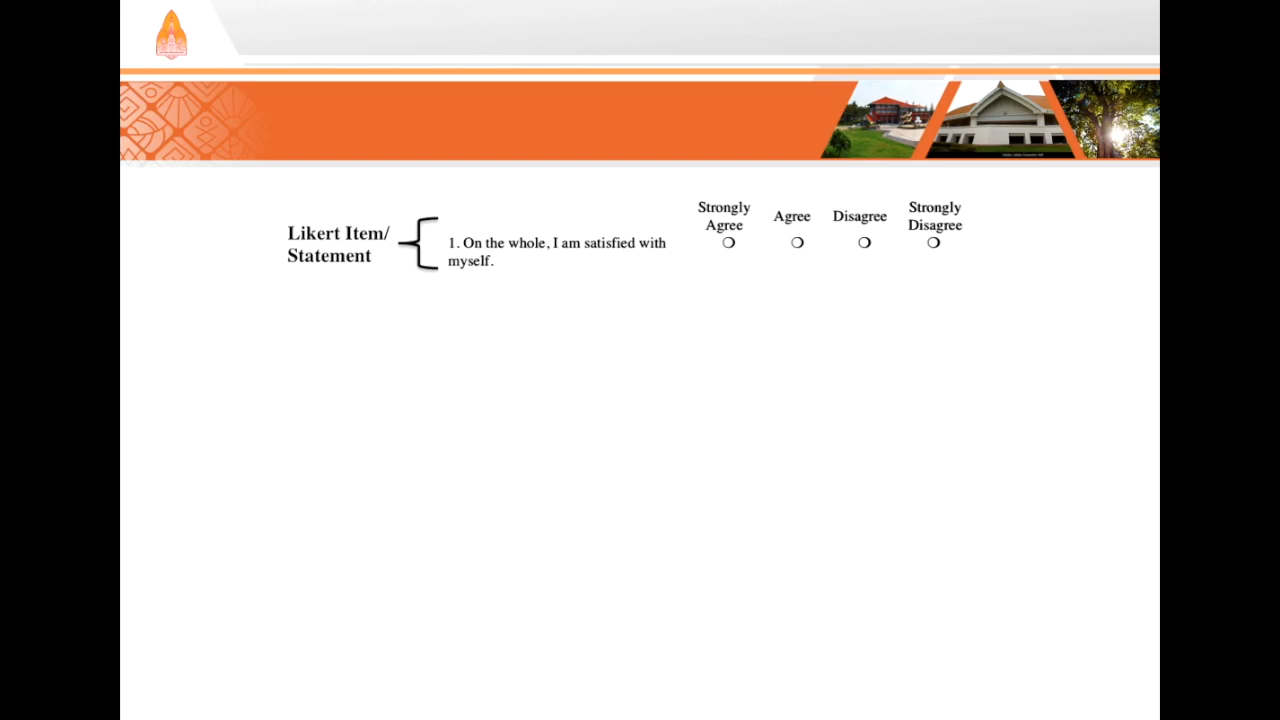 Strongly
Agree
Agree
Disagree
Strongly
Disagree
Likert Item/
Statement
1. On the whole, I am satisfied with
myself.